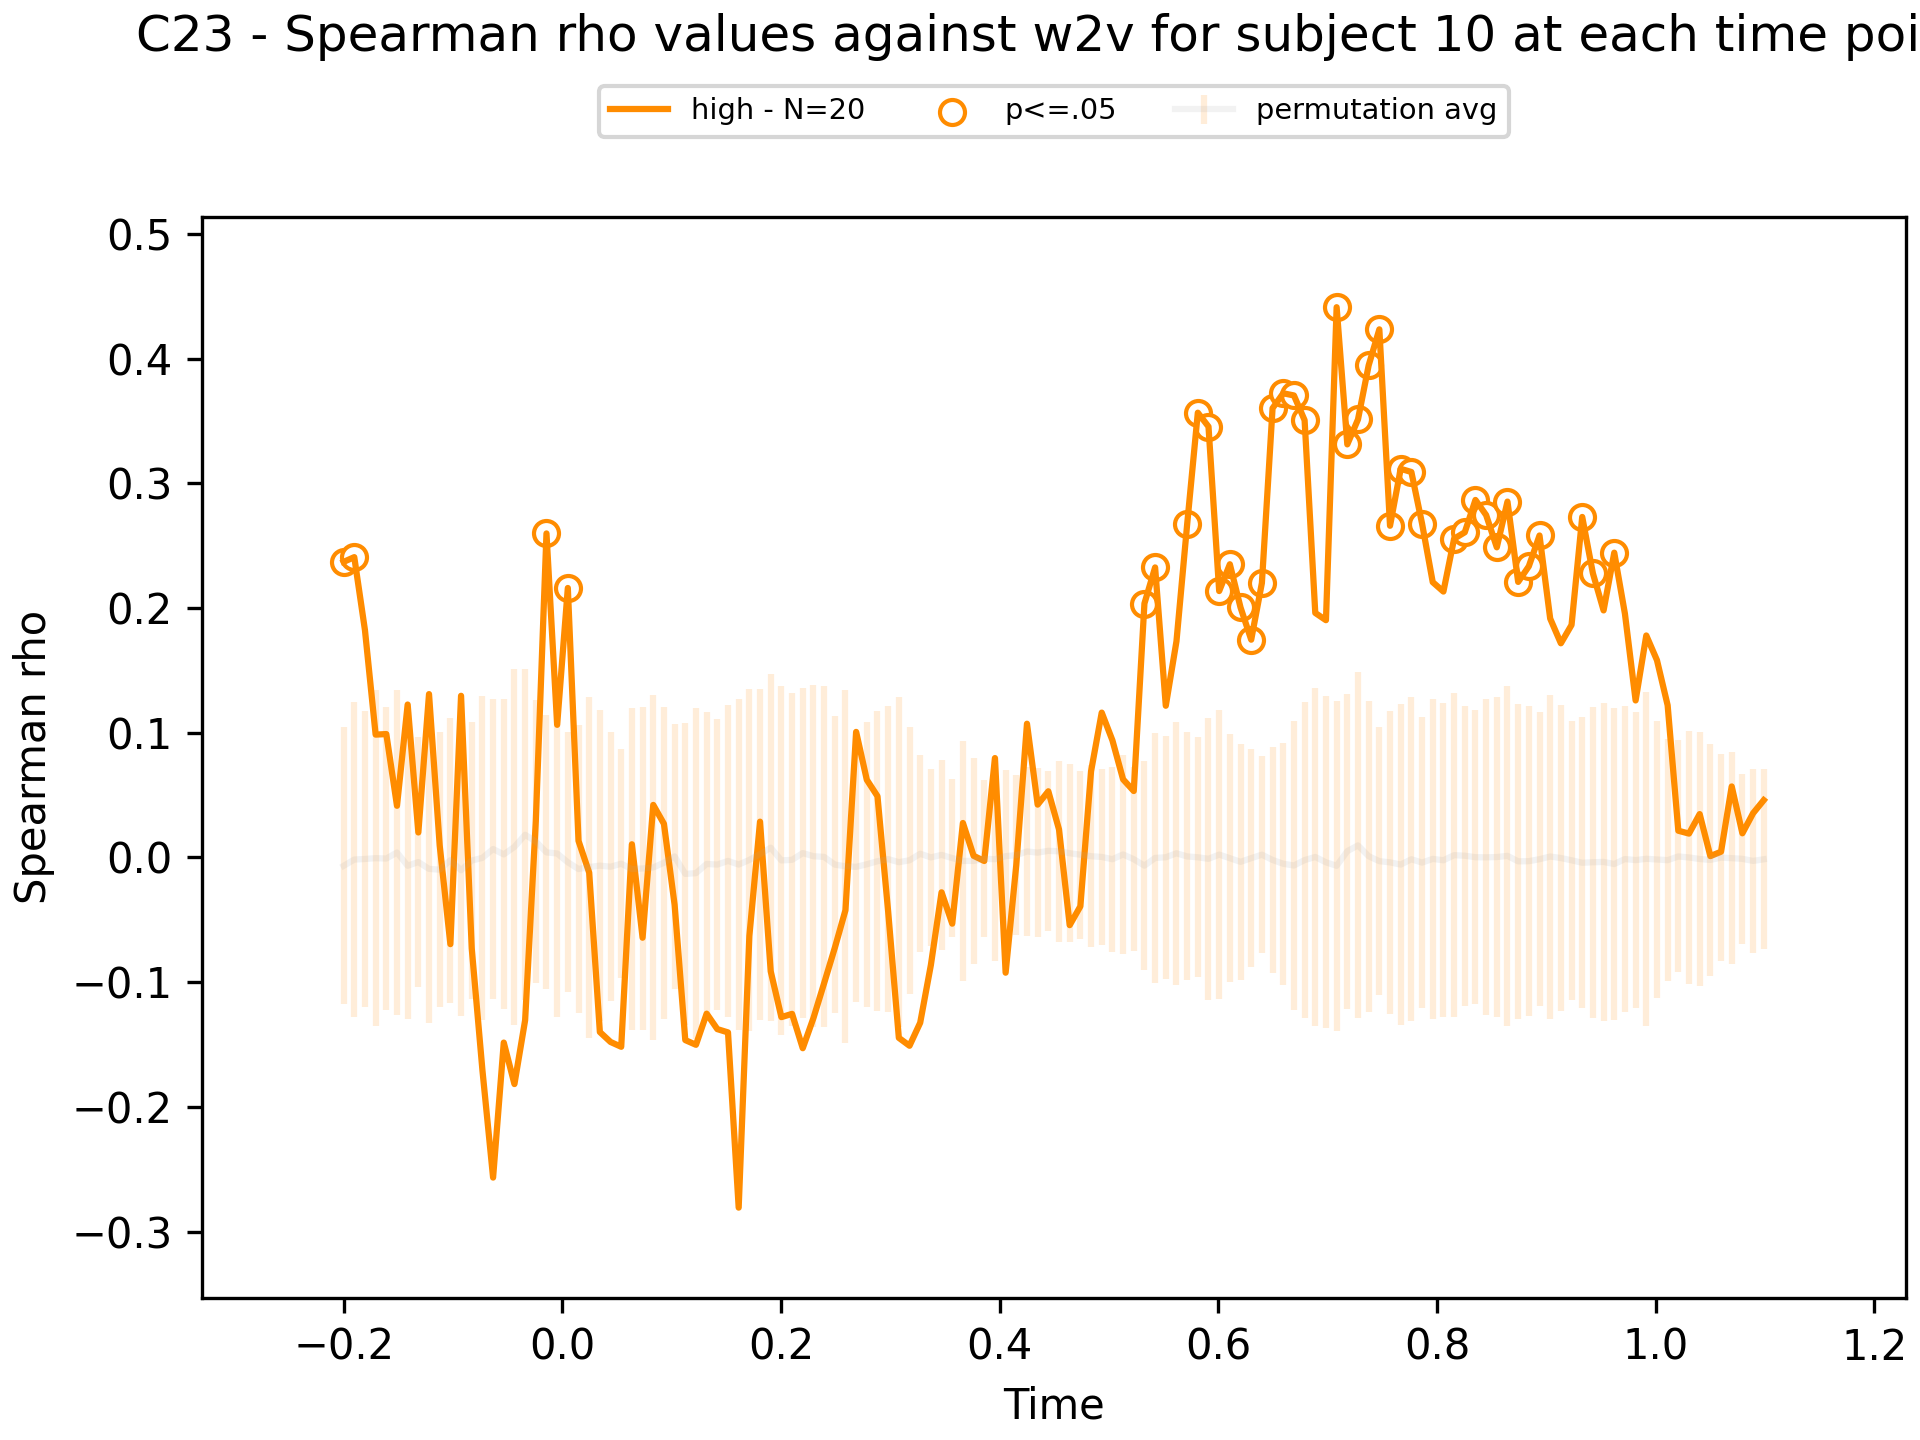 C23 - Spearman rho values against w2v for subject 10 at each time poi
high - N=20 p<=.05 permutation avg
0.5
0.4
0.3
0.2
0.1
0.0
−0.1
−0.2
−0.3
Spearman rho
−0.2 0.0 0.2 0.4 0.6 0.8 1.0 1.2
Time